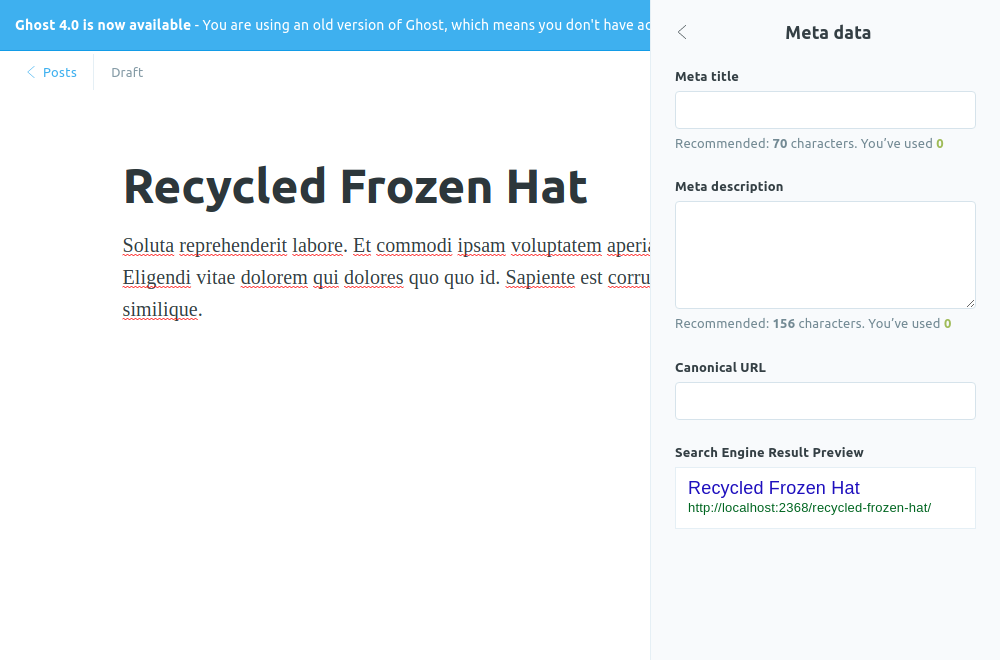 Ghost 4.0 is now available - You are using an old version of Ghost, which means you don't have
Posts
Draft
Recycled Frozen Hat
Soluta reprehenderit labore. Et commodi ipsam voluptatem
Eligendi vitae dolorem qui dolores quo quo id. Sapiente est
similique.
Meta data
Meta title
Recommended: 70 characters. You've used 0
Meta description
Recommended: 156 characters. You've used 0
Canonical URL
Search Engine Result Preview
Recycled Frozen Hat
http://localhost:2368/recycled-frozen-hat/